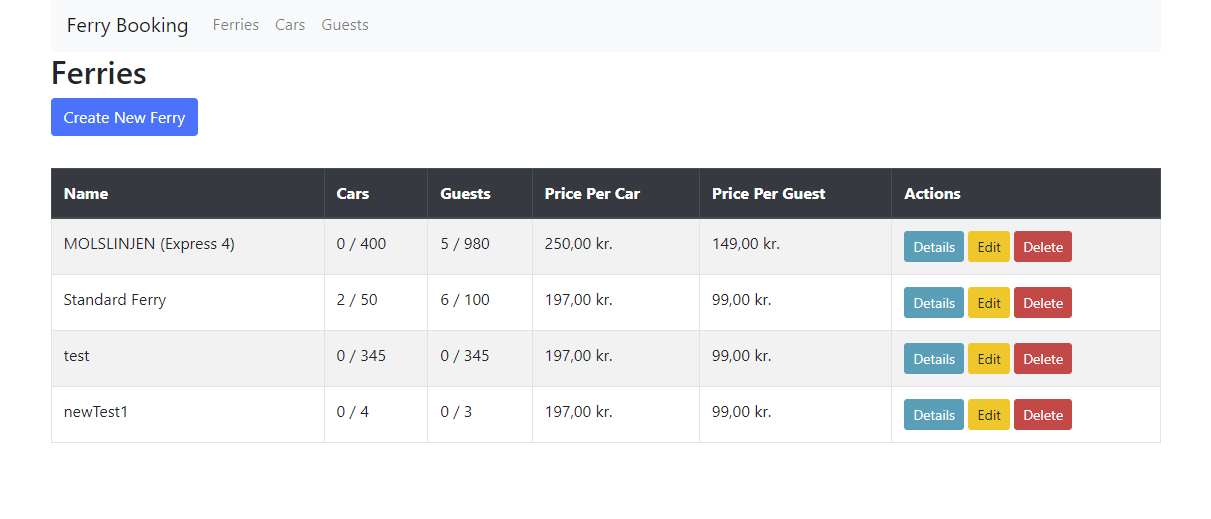 Ferry Booking Ferries Cars Guests
Ferries
Create New Ferry
Name Cars Guests Price Per Car Price Per Guest Actions
MOLSLINJEN (Express 4) 0 / 400 5 / 980 250,00 kr. 149,00 kr. Details Edit Delete
Standard Ferry 2 / 50 6 / 100 197,00 kr. 99,00 kr. Details Edit Delete
test 0 / 345 0 / 345 197,00 kr. 99,00 kr. Details Edit Delete
newTest1 0 / 4 0 / 3 197,00 kr. 99,00 kr. Details Edit Delete